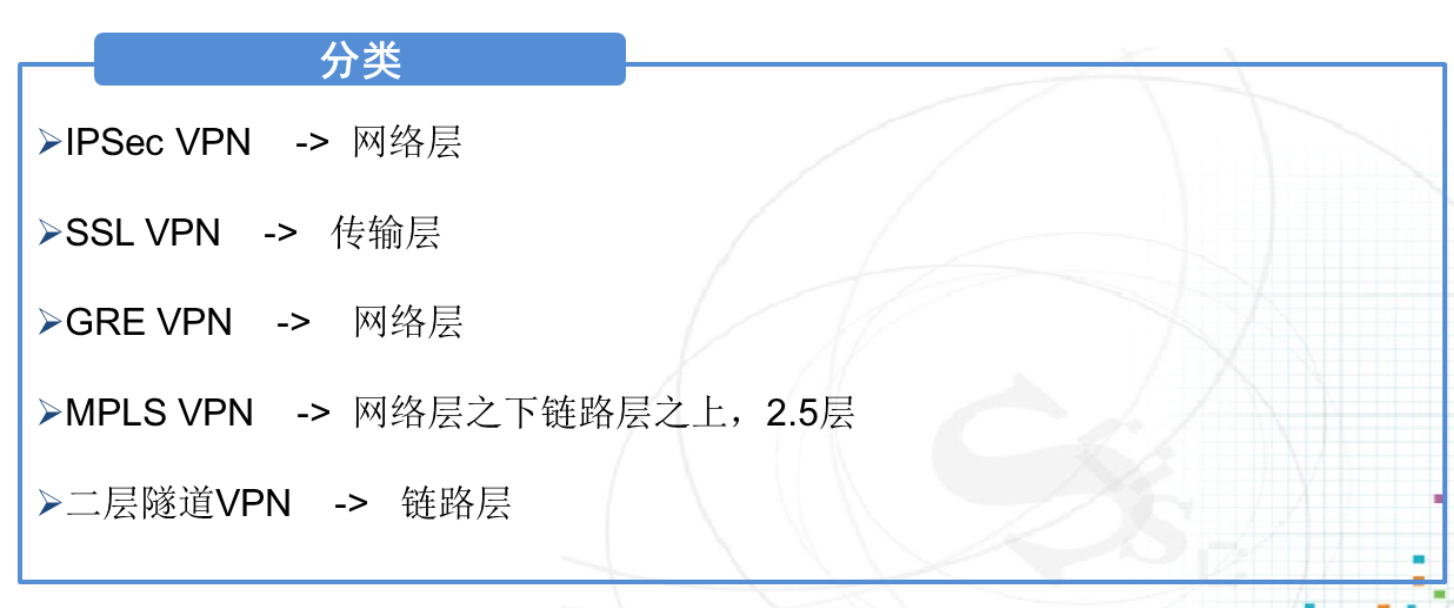 分类
➢IPSec VPN -> 网络层
➢SSL VPN -> 传输层
➢GRE VPN -> 网络层
➢MPLS VPN -> 网络层之下链路层之上，2.5层
➢二层隧道VPN -> 链路层